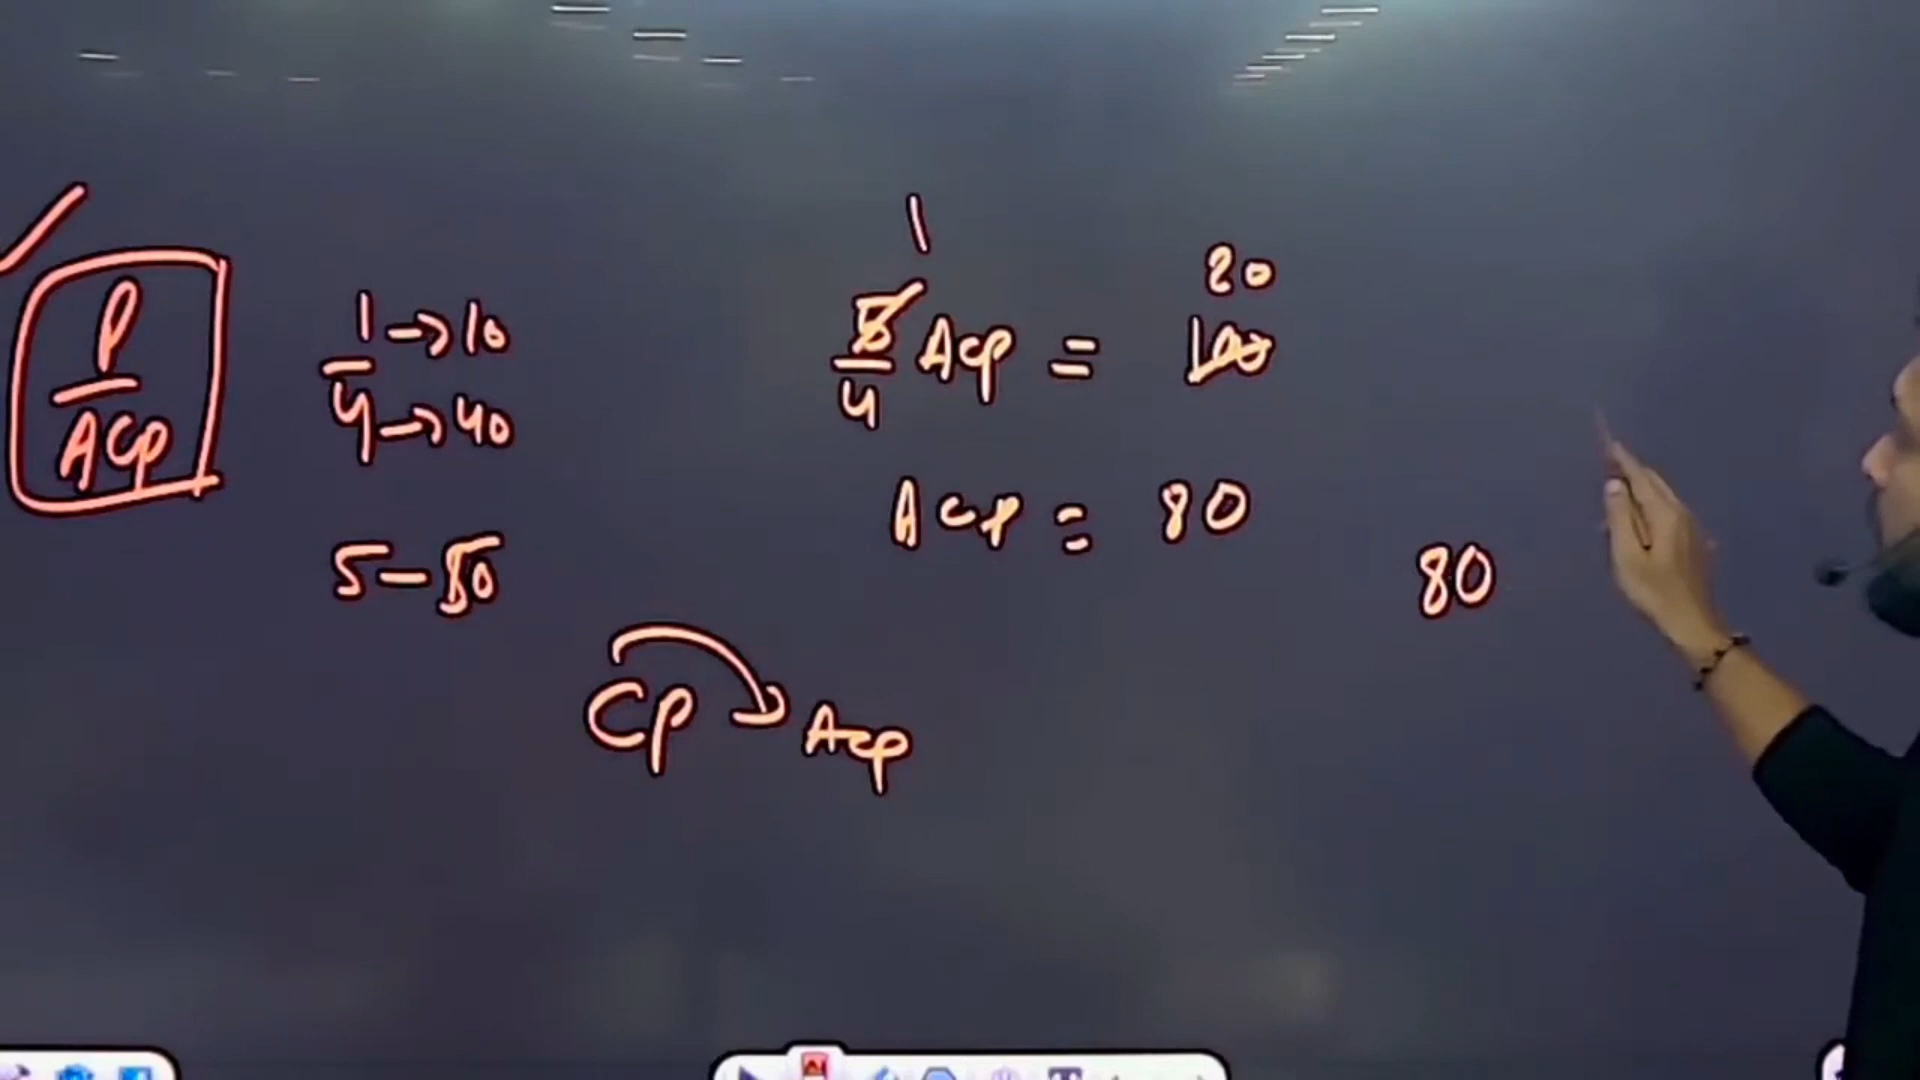 P
ACP
1 → 10
4 → 40
5 – 50
1
5/4 ACP = 100
20
ACP = 80
80
CP → ACP